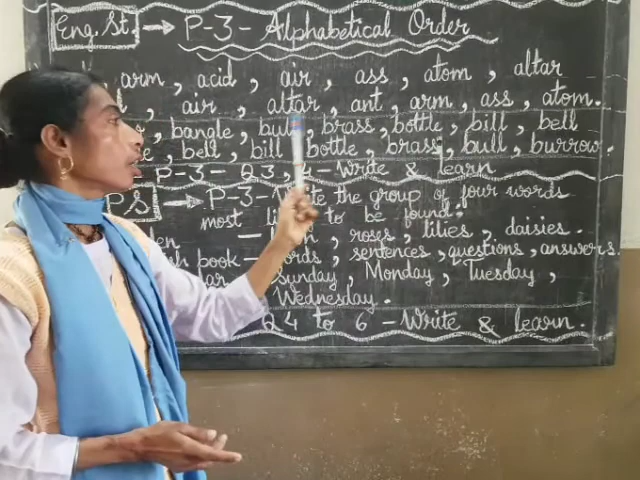 Eng. St. → P-3 - Alphabetical Order
arm, acid, air, ass, atom, altar
, air, altar, ant, arm, ass, atom.
, bangle, bull, brass, bottle, bill, bell
, bell, bill, bottle, brass, bull, burrow.
P-3 - Q3, - Write & learn
P.S. → P-3 - Write the group of four words
most to be found:
— , roses, lilies, daisies.
book - words, sentences, questions, answers.
Sunday, Monday, Tuesday,
Wednesday.
Q4 to 6 - Write & learn.